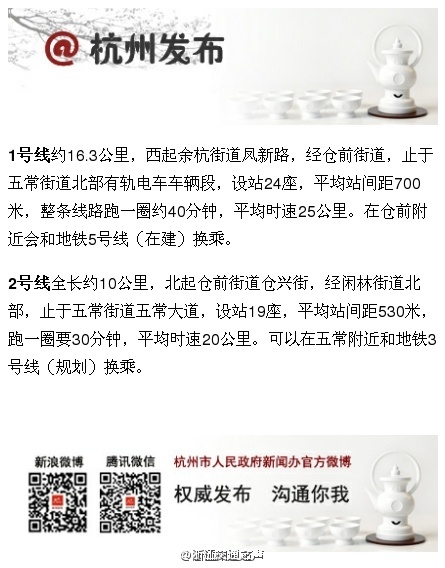 @杭州发布
1号线约16.3公里，西起余杭街道凤新路，经仓前街道，止于
五常街道北部有轨电车车辆段，设站24座，平均站间距700
米，整条线路跑一圈约40分钟，平均时速25公里。在仓前附
近会和地铁5号线（在建）换乘。
2号线全长约10公里，北起仓前街道仓兴街，经闲林街道北
部，止于五常街道五常大道，设站19座，平均站间距530米，
跑一圈要30分钟，平均时速20公里。可以在五常附近和地铁3
号线（规划）换乘。
新浪微博 腾讯微信 杭州市人民政府新闻办官方微博
权威发布 沟通你我
@浙江交通之声